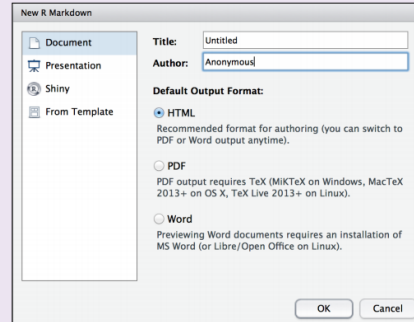 New R Markdown
Document
Presentation
Shiny
From Template
Title:
Untitled
Author:
Anonymous
Default Output Format:
HTML
Recommended format for authoring (you can switch to
PDF or Word output anytime).
PDF
PDF output requires TeX (MiKTeX on Windows, MacTeX
2013+ on OS X, TeX Live 2013+ on Linux).
Word
Previewing Word documents requires an installation of
MS Word (or Libre/Open Office on Linux).
OK
Cancel